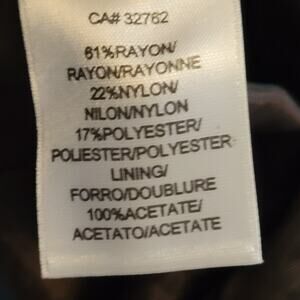 CA# 32762
61%RAYON/
RAYON/RAYONNE
22%NYLON/
NILON/NYLON
17%POLYESTER/
POLIESTER/POLYESTER
LINING/
FORRO/DOUBLURE
100%ACETATE/
ACETATO/ACETATE